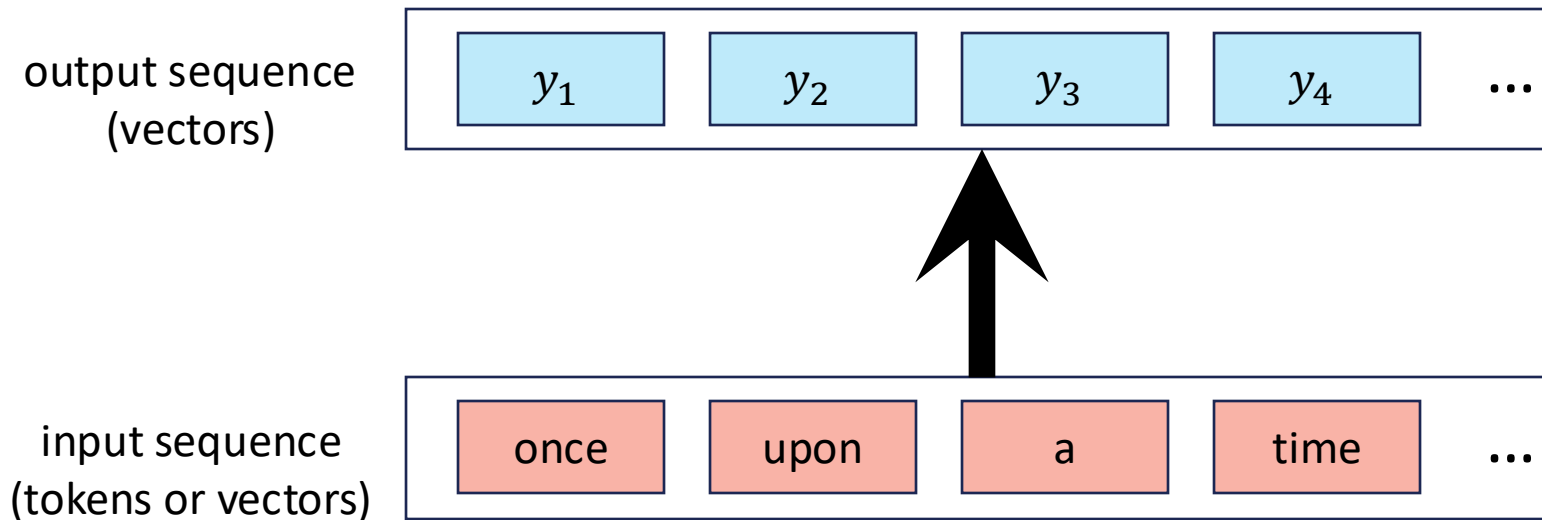 output sequence
(vectors)
y₁ y₂ y₃ y₄ ...
input sequence
(tokens or vectors)
once upon a time ...